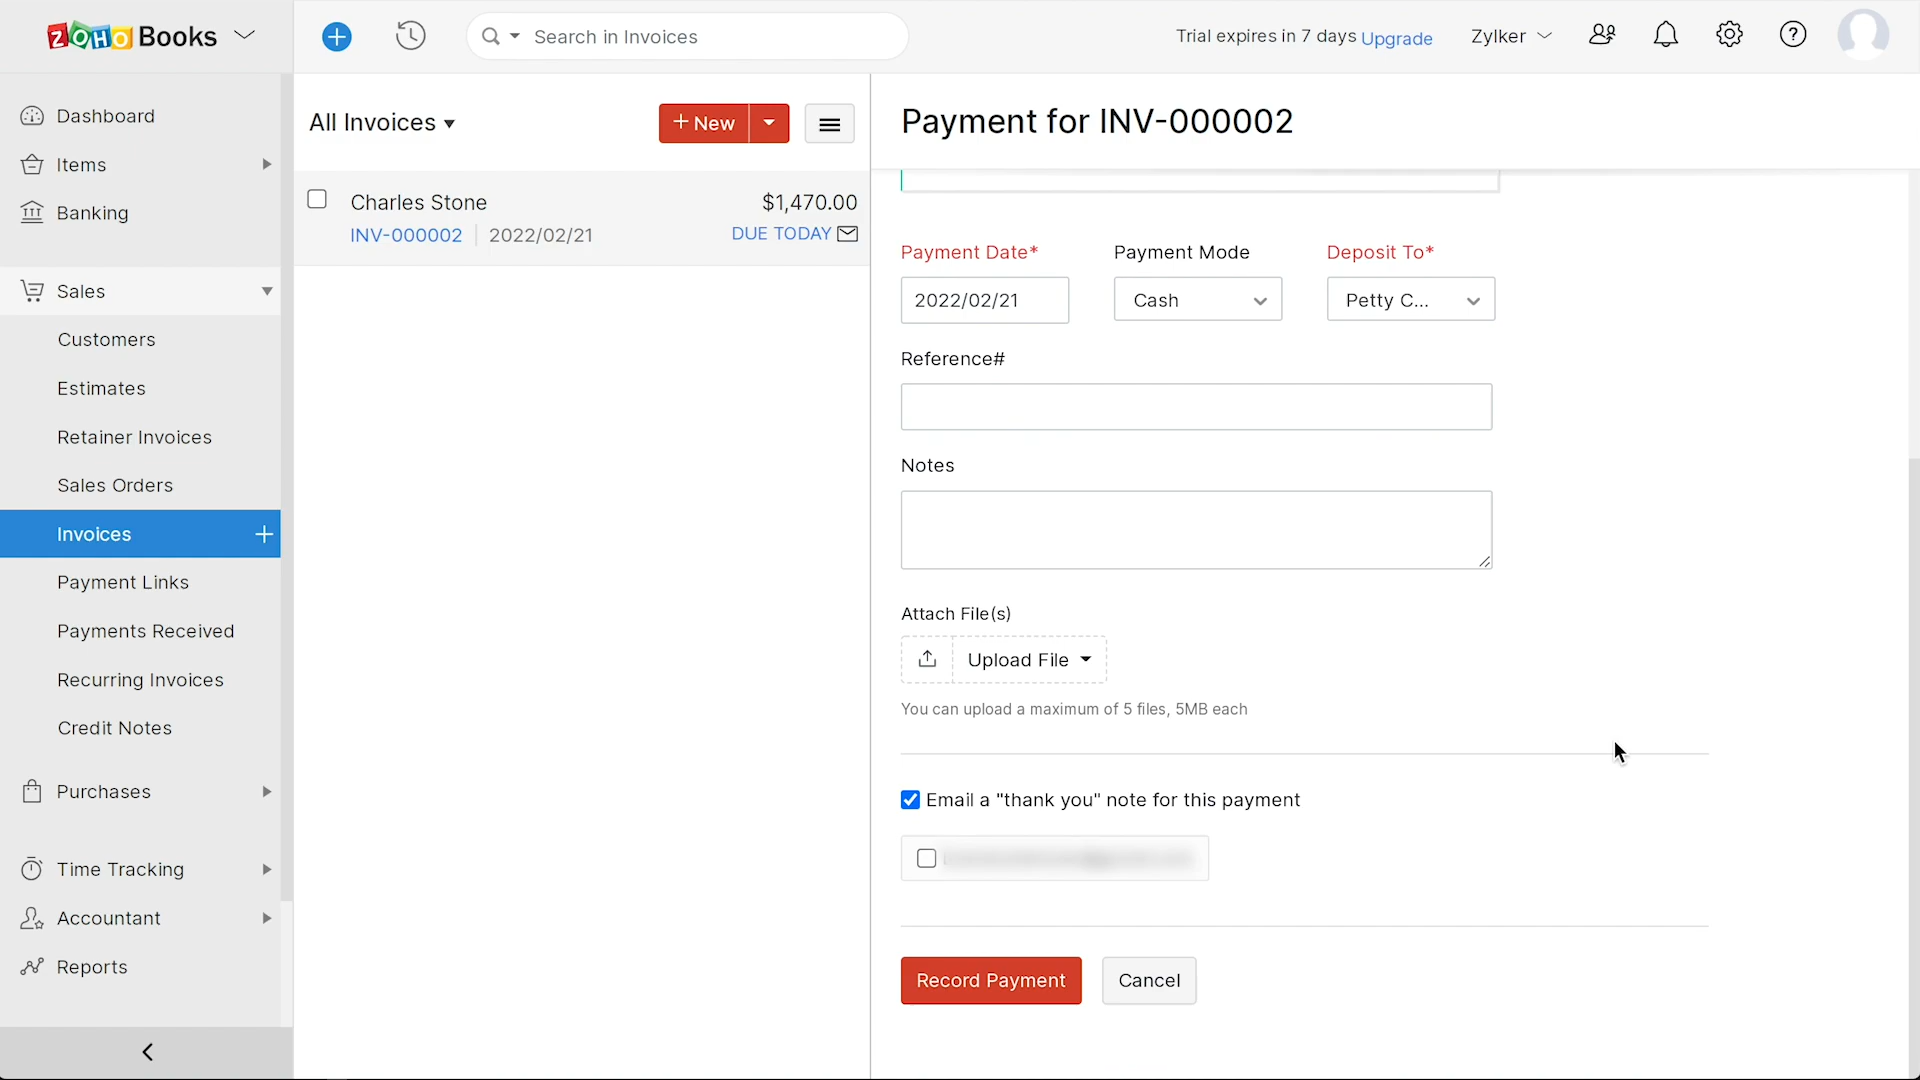 ZOHO Books
Search in Invoices
Trial expires in 7 days Upgrade
Zylker
Dashboard
Items
Banking
Sales
Customers
Estimates
Retainer Invoices
Sales Orders
Invoices
Payment Links
Payments Received
Recurring Invoices
Credit Notes
Purchases
Time Tracking
Accountant
Reports
All Invoices
+ New
Charles Stone
$1,470.00
INV-000002
2022/02/21
DUE TODAY
Payment for INV-000002
Payment Date*
Payment Mode
Deposit To*
2022/02/21
Cash
Petty C...
Reference#
Notes
Attach File(s)
Upload File
You can upload a maximum of 5 files, 5MB each
Email a "thank you" note for this payment
Record Payment
Cancel